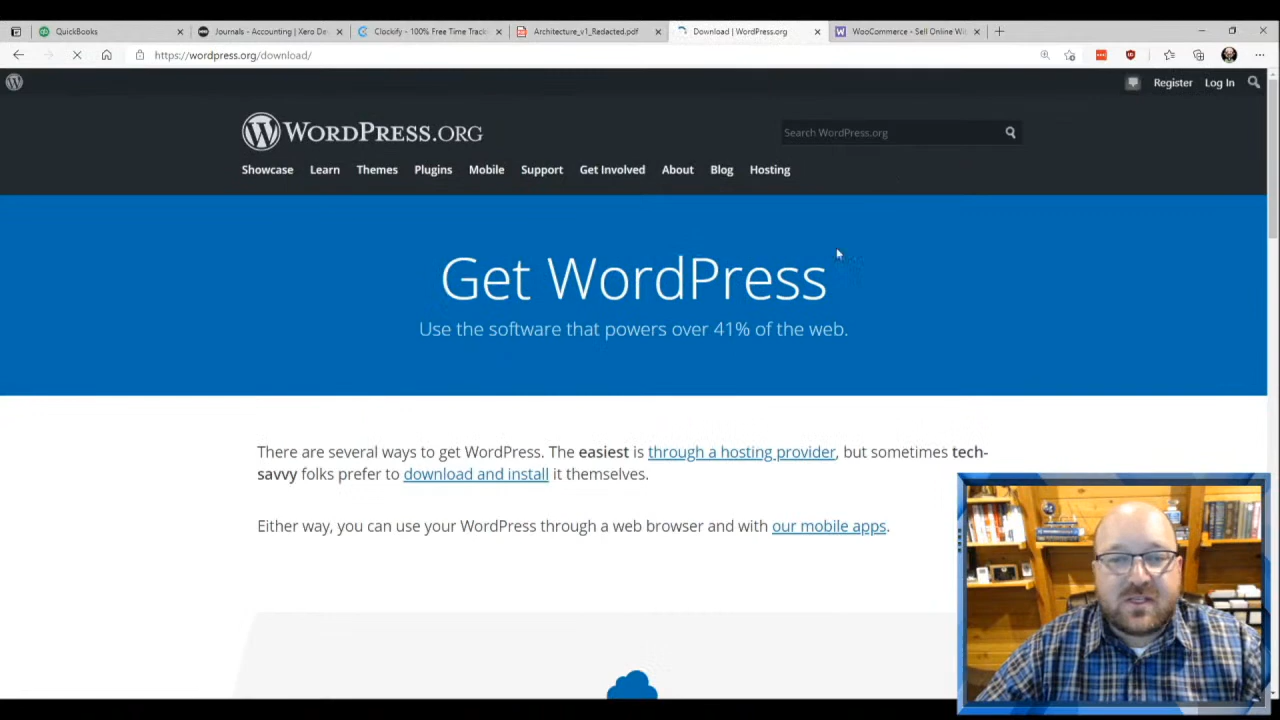 QuickBooks
Journals - Accounting | Xero De
Clockify - 100% Free Time Track
Architecture_v1_Redacted.pdf
Download | WordPress.org
WooCommerce - Sell Online Wi
https://wordpress.org/download/
Register
Log In
WORDPRESS.ORG
Search WordPress.org
Showcase
Learn
Themes
Plugins
Mobile
Support
Get Involved
About
Blog
Hosting
Get WordPress
Use the software that powers over 41% of the web.
There are several ways to get WordPress. The easiest is through a hosting provider, but sometimes tech-
savvy folks prefer to download and install it themselves.
Either way, you can use your WordPress through a web browser and with our mobile apps.